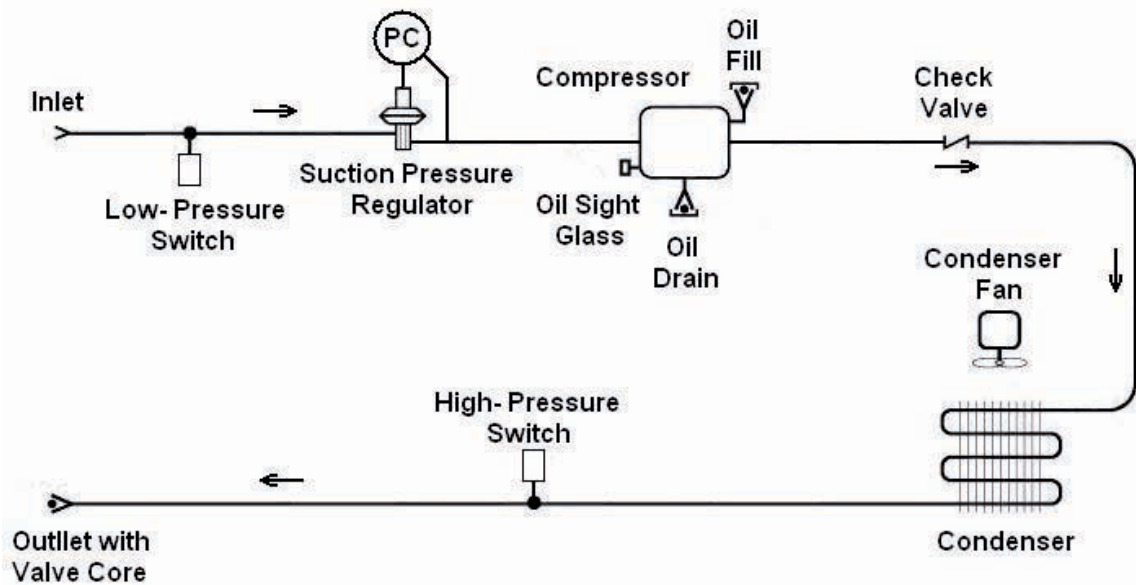 PC
Oil
Fill
Compressor
Check
Valve
Inlet
Suction Pressure
Regulator
Low- Pressure
Switch
Oil Sight
Glass
Oil
Drain
Condenser
Fan
High- Pressure
Switch
Outllet with
Valve Core
Condenser